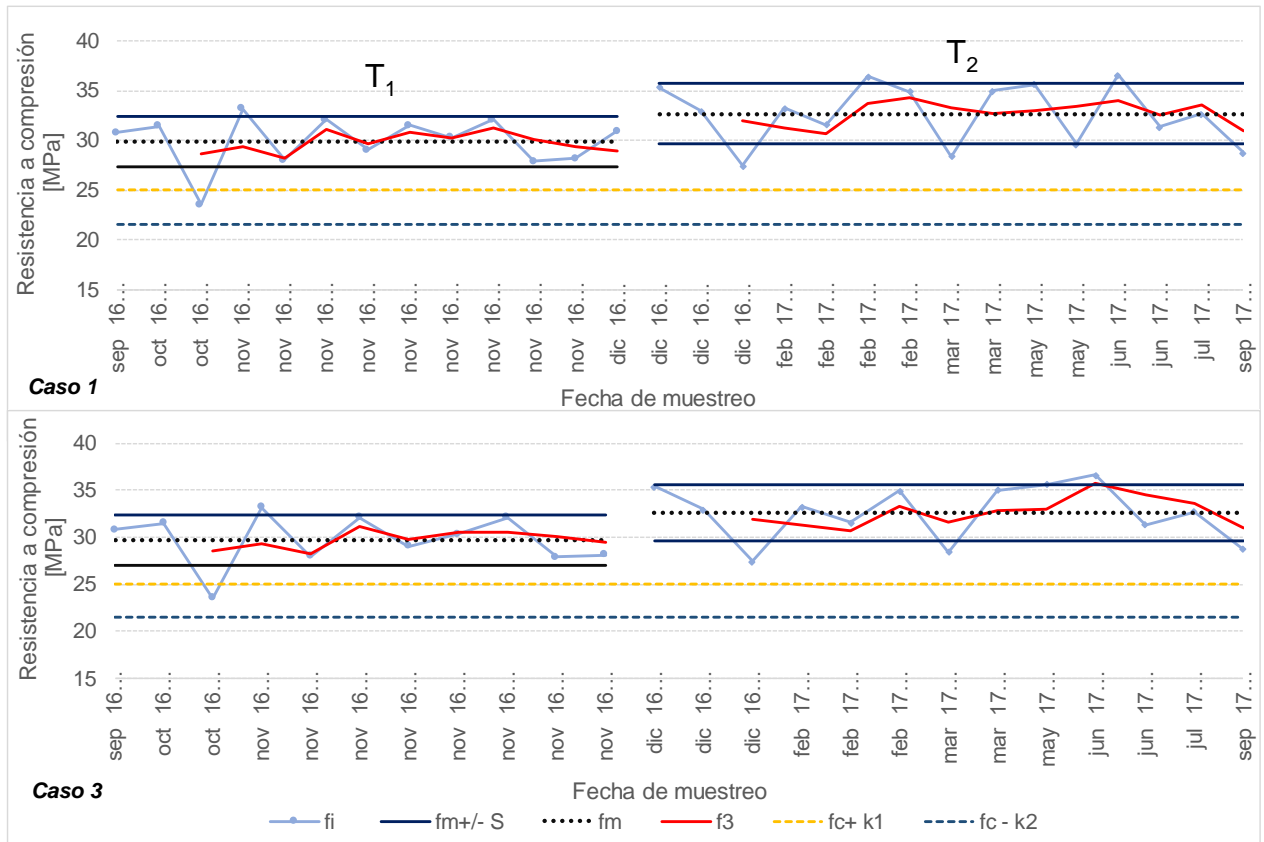 40
35
30
25
20
15
Resistencia a compresión
[MPa]
T1
T2
sep 16…
oct 16…
oct 16…
nov 16…
nov 16…
nov 16…
nov 16…
nov 16…
nov 16…
nov 16…
nov 16…
nov 16…
dic 16…
dic 16…
dic 16…
dic 16…
feb 17…
feb 17…
feb 17…
feb 17…
mar 17…
mar 17…
may 17…
may 17…
jun 17…
jun 17…
jul 17…
sep 17…
Caso 1
Fecha de muestreo
40
35
30
25
20
15
Resistencia a compresión
[MPa]
sep 16…
oct 16…
oct 16…
nov 16…
nov 16…
nov 16…
nov 16…
nov 16…
nov 16…
nov 16…
nov 16…
dic 16…
dic 16…
dic 16…
feb 17…
feb 17…
feb 17…
mar 17…
mar 17…
may 17…
jun 17…
jun 17…
jul 17…
sep 17…
Caso 3
Fecha de muestreo
fi fm+/- S fm f3 fc+ k1 fc - k2